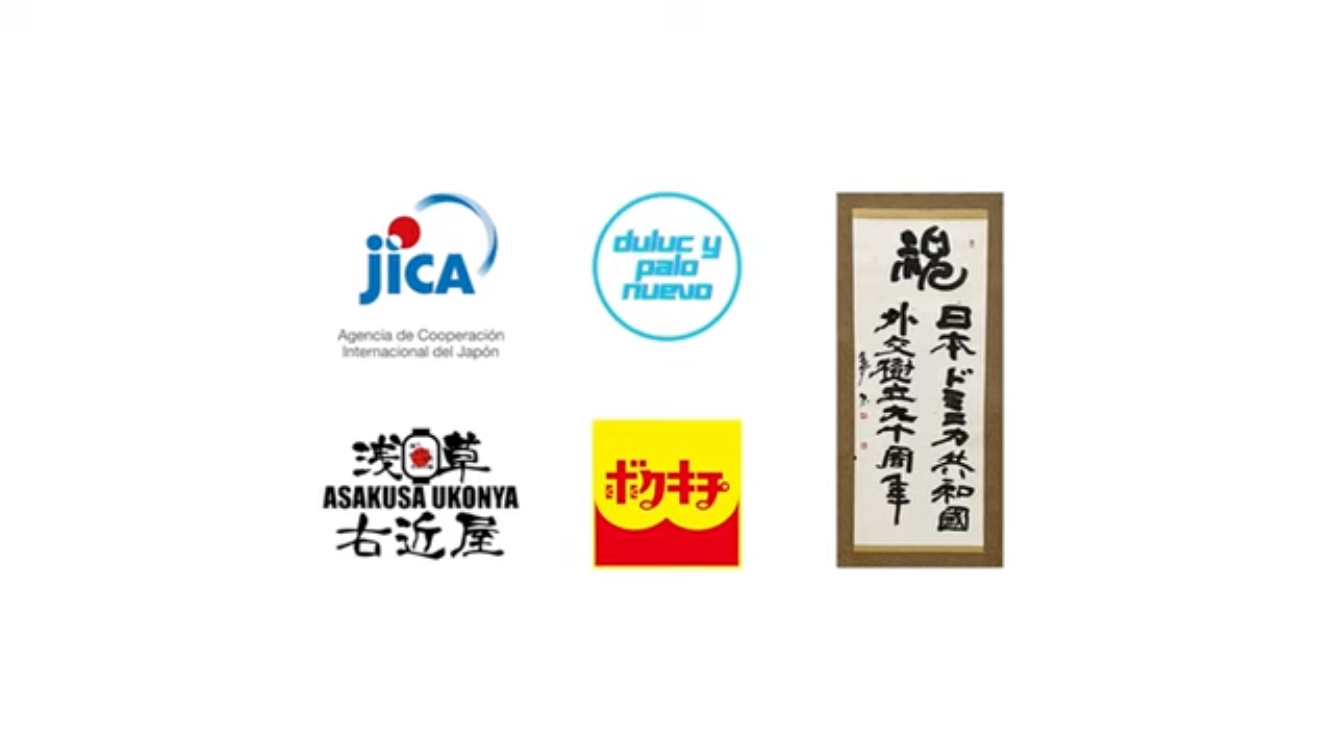 JICA
Agencia de Cooperación
Internacional del Japón
duluc y
palo
nuevo
浅草
ASAKUSA UKONYA
右近屋
ボクキチ
祝
日本ドミニカ共和國
外交樹立九十周年